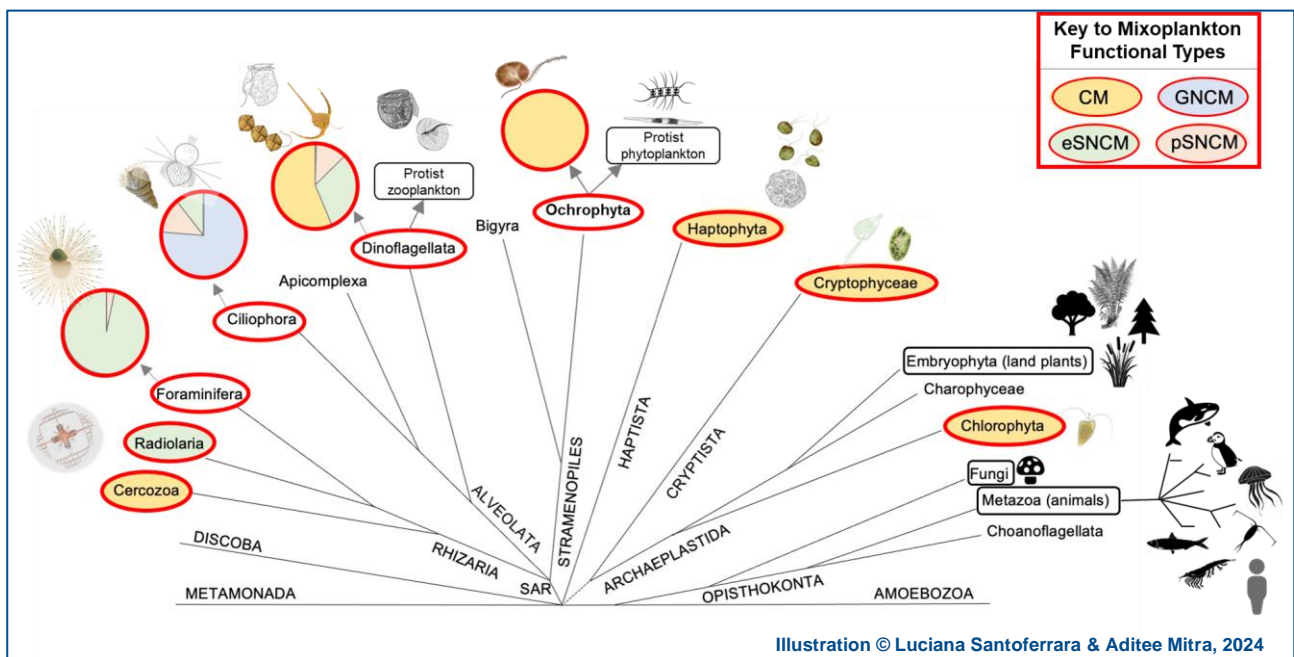 Key to Mixoplankton
Functional Types
CM
GNCM
eSNCM
pSNCM
Protist
zooplankton
Protist
phytoplankton
Bigyra
Ochrophyta
Haptophyta
Dinoflagellata
Apicomplexa
Cryptophyceae
Ciliophora
Embryophyta (land plants)
Foraminifera
Charophyceae
Chlorophyta
Radiolaria
Fungi
Cercozoa
Metazoa (animals)
Choanoflagellata
DISCOBA
RHIZARIA
ALVEOLATA
STRAMENOPILES
HAPTISTA
CRYPTISTA
ARCHAEPLASTIDA
SAR
METAMONADA
OPISTHOKONTA
AMOEBOZOA
Illustration © Luciana Santoferrara & Aditee Mitra, 2024